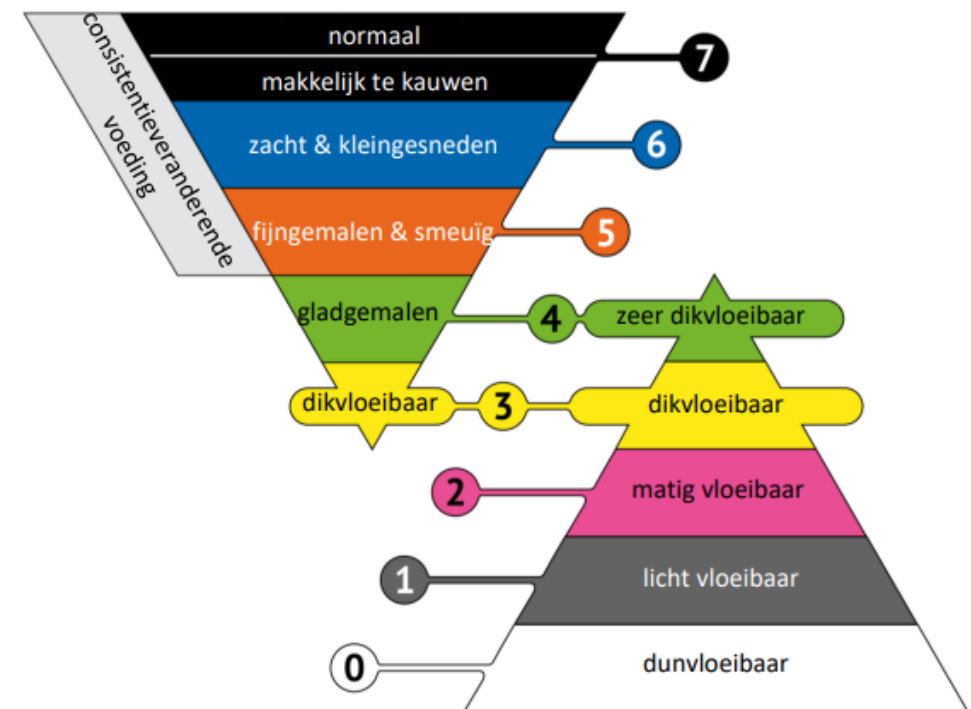 consistentieveranderende
voeding
normaal
7
makkelijk te kauwen
zacht & kleingesneden
6
fijngemalen & smeuïg
5
gladgemalen
4
zeer dikvloeibaar
dikvloeibaar
3
dikvloeibaar
2
matig vloeibaar
1
licht vloeibaar
0
dunvloeibaar